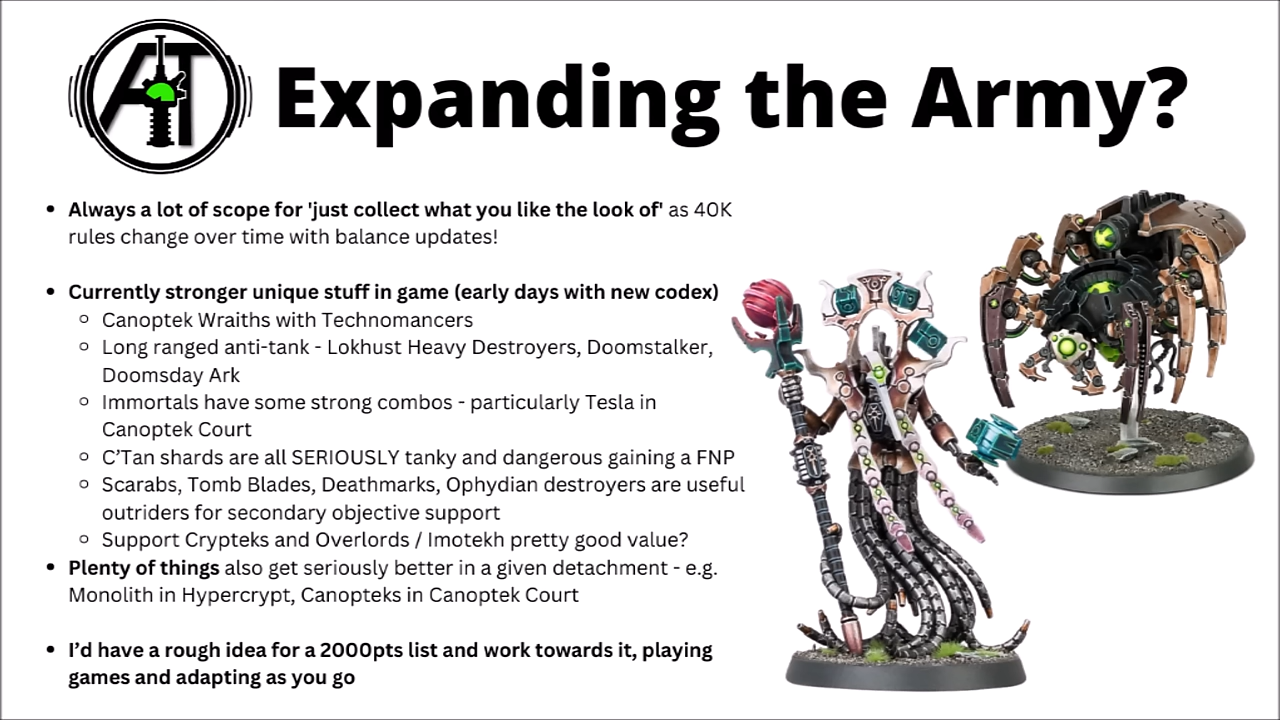 AT
Expanding the Army?
• Always a lot of scope for 'just collect what you like the look of' as 40K
rules change over time with balance updates!
• Currently stronger unique stuff in game (early days with new codex)
○ Canoptek Wraiths with Technomancers
○ Long ranged anti-tank - Lokhust Heavy Destroyers, Doomstalker,
Doomsday Ark
○ Immortals have some strong combos - particularly Tesla in
Canoptek Court
○ C’Tan shards are all SERIOUSLY tanky and dangerous gaining a FNP
○ Scarabs, Tomb Blades, Deathmarks, Ophydian destroyers are useful
outriders for secondary objective support
○ Support Crypteks and Overlords / Imotekh pretty good value?
• Plenty of things also get seriously better in a given detachment - e.g.
Monolith in Hypercrypt, Canopteks in Canoptek Court
• I’d have a rough idea for a 2000pts list and work towards it, playing
games and adapting as you go